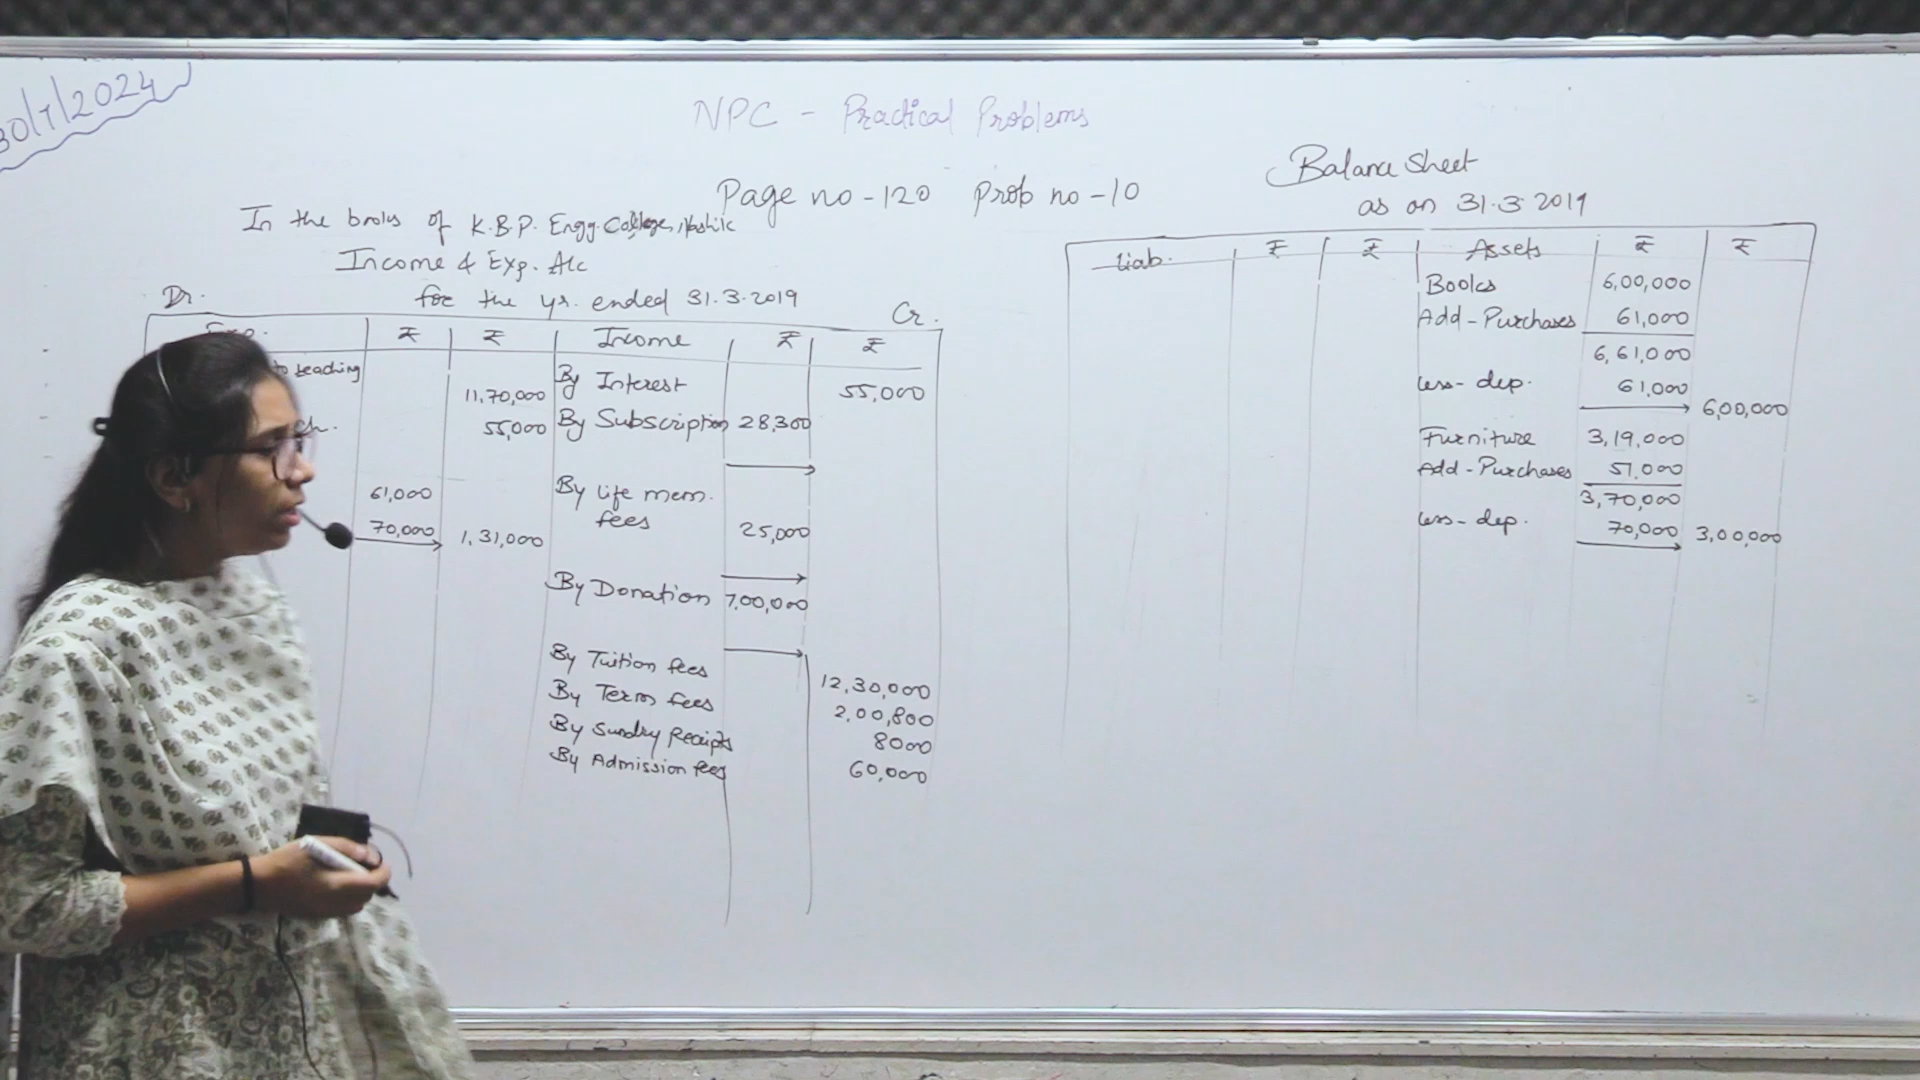 30/7/2024
NPC - Practical Problems
Page no - 120 Prob no - 10
In the books of K.B.P. Engg. College, Nashik
Income & Exp. A/c
for the yr. ended 31.3.2019
Dr. Cr.
Exp. ₹ ₹ Income ₹ ₹
to teaching 11,70,000 By Interest 55,000
55,000 By Subscription 28,300
61,000 By life mem.
fees 25,000
70,000 1,31,000
By Donation 7,00,000
By Tuition fees 12,30,000
By Term fees 2,00,800
By Sundry Receipts 8000
By Admission fees 60,000
Balance Sheet
as on 31.3.2019
Liab. ₹ ₹ Assets ₹ ₹
Books 6,00,000
Add - Purchases 61,000
6,61,000
Less - dep. 61,000 6,00,000
Furniture 3,19,000
Add - Purchases 51,000
3,70,000
Less - dep. 70,000 3,00,000